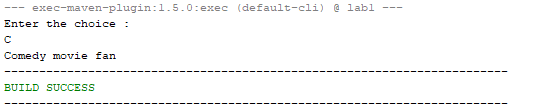 --- exec-maven-plugin:1.5.0:exec (default-cli) @ lab1 ---
Enter the choice :
C
Comedy movie fan
------------------------------------------------------------------------
BUILD SUCCESS
------------------------------------------------------------------------